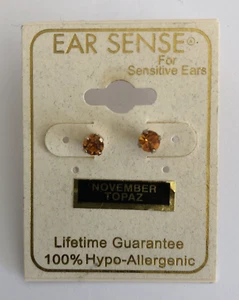 EAR SENSE®
For
Sensitive Ears
NOVEMBER
TOPAZ
Lifetime Guarantee
100% Hypo-Allergenic